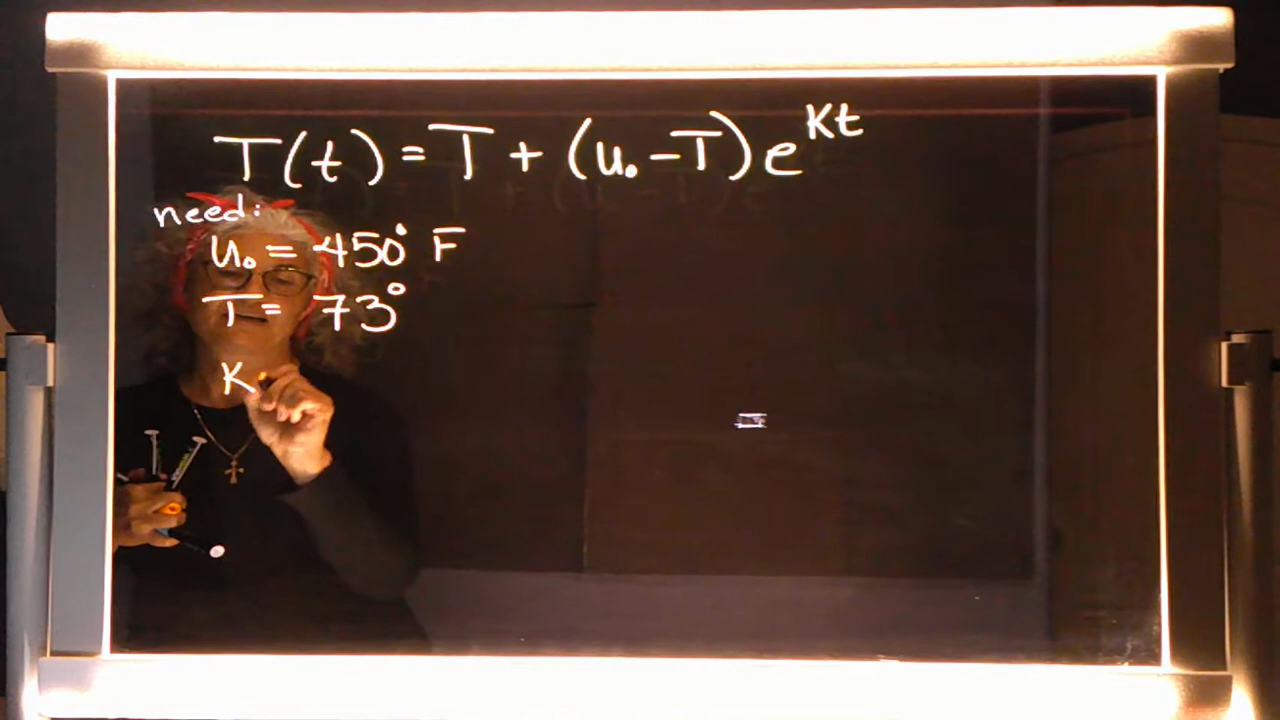 T(t) = T + (u₀ - T) e^Kt
need:
u₀ = 450° F
T = 73°
K